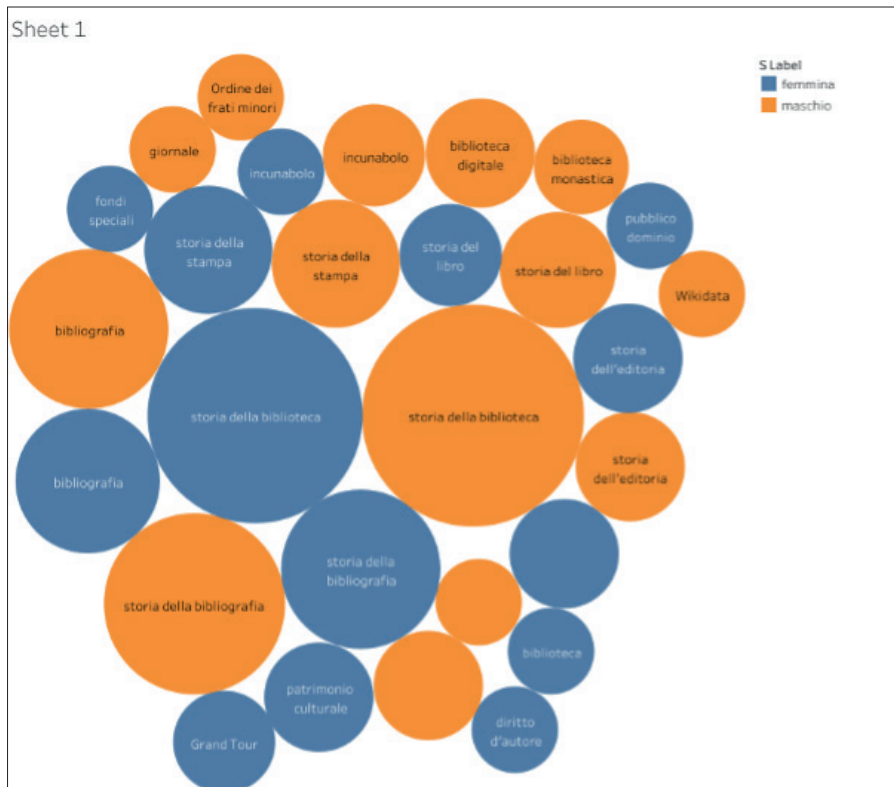 Sheet 1
S Label
femmina
maschio
Ordine dei
frati minori
giornale
incunabolo
incunabolo
biblioteca
digitale
biblioteca
monastica
fondi
speciali
storia della
stampa
storia della
stampa
storia del
libro
storia del libro
pubblico
dominio
Wikidata
bibliografia
storia
dell'editoria
storia della biblioteca
storia della biblioteca
storia
dell'editoria
bibliografia
storia della
bibliografia
storia della bibliografia
biblioteca
patrimonio
culturale
diritto
d'autore
Grand Tour